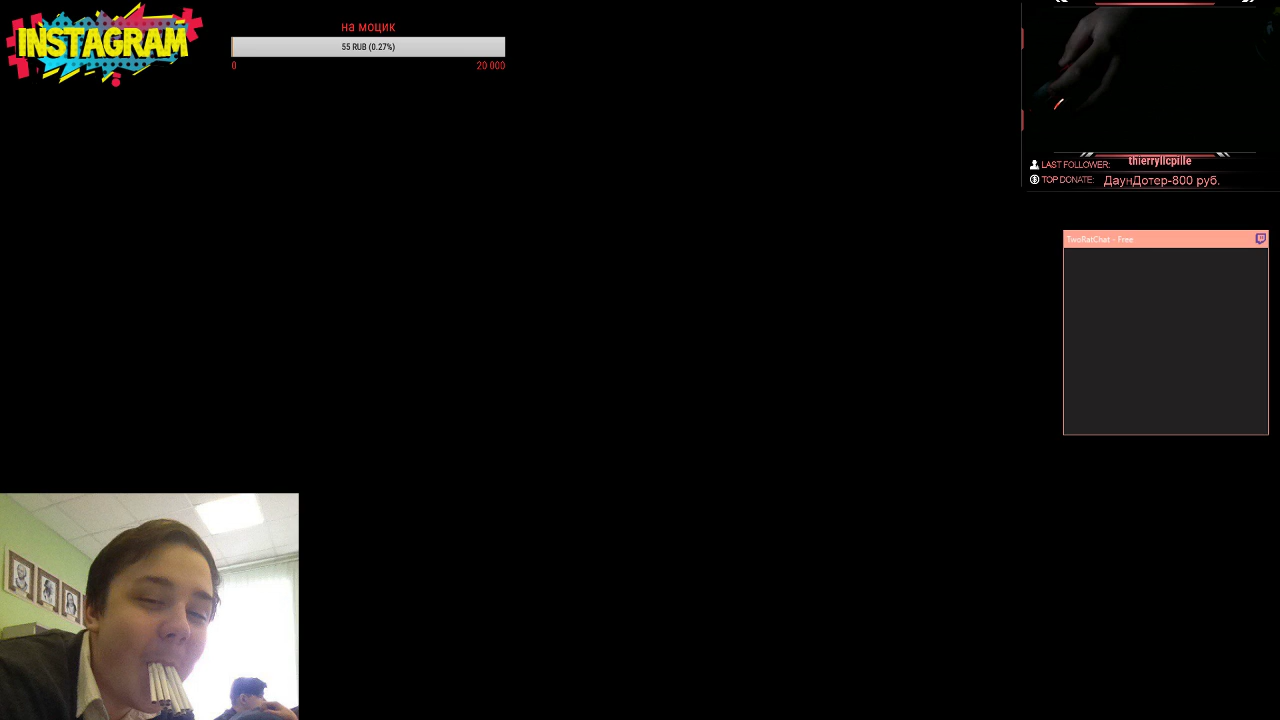 INSTAGRAM
на моцик
55 RUB (0.27%)
0
20 000
LAST FOLLOWER:
thierryllcpille
TOP DONATE:
ДаунДотер-800 руб.
TwoRatChat - Free